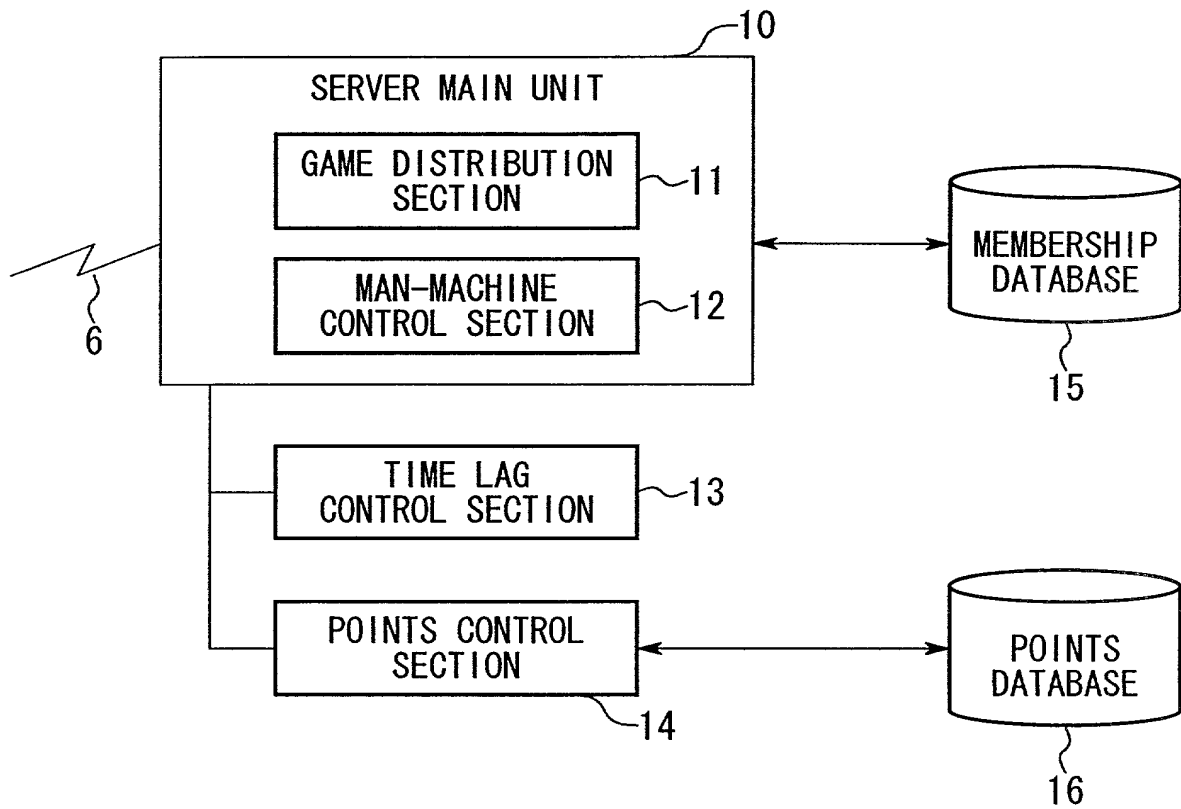 10
SERVER MAIN UNIT
GAME DISTRIBUTION
SECTION
11
MAN-MACHINE
CONTROL SECTION
12
6
MEMBERSHIP
DATABASE
15
TIME LAG
CONTROL SECTION
13
POINTS CONTROL
SECTION
14
POINTS
DATABASE
16